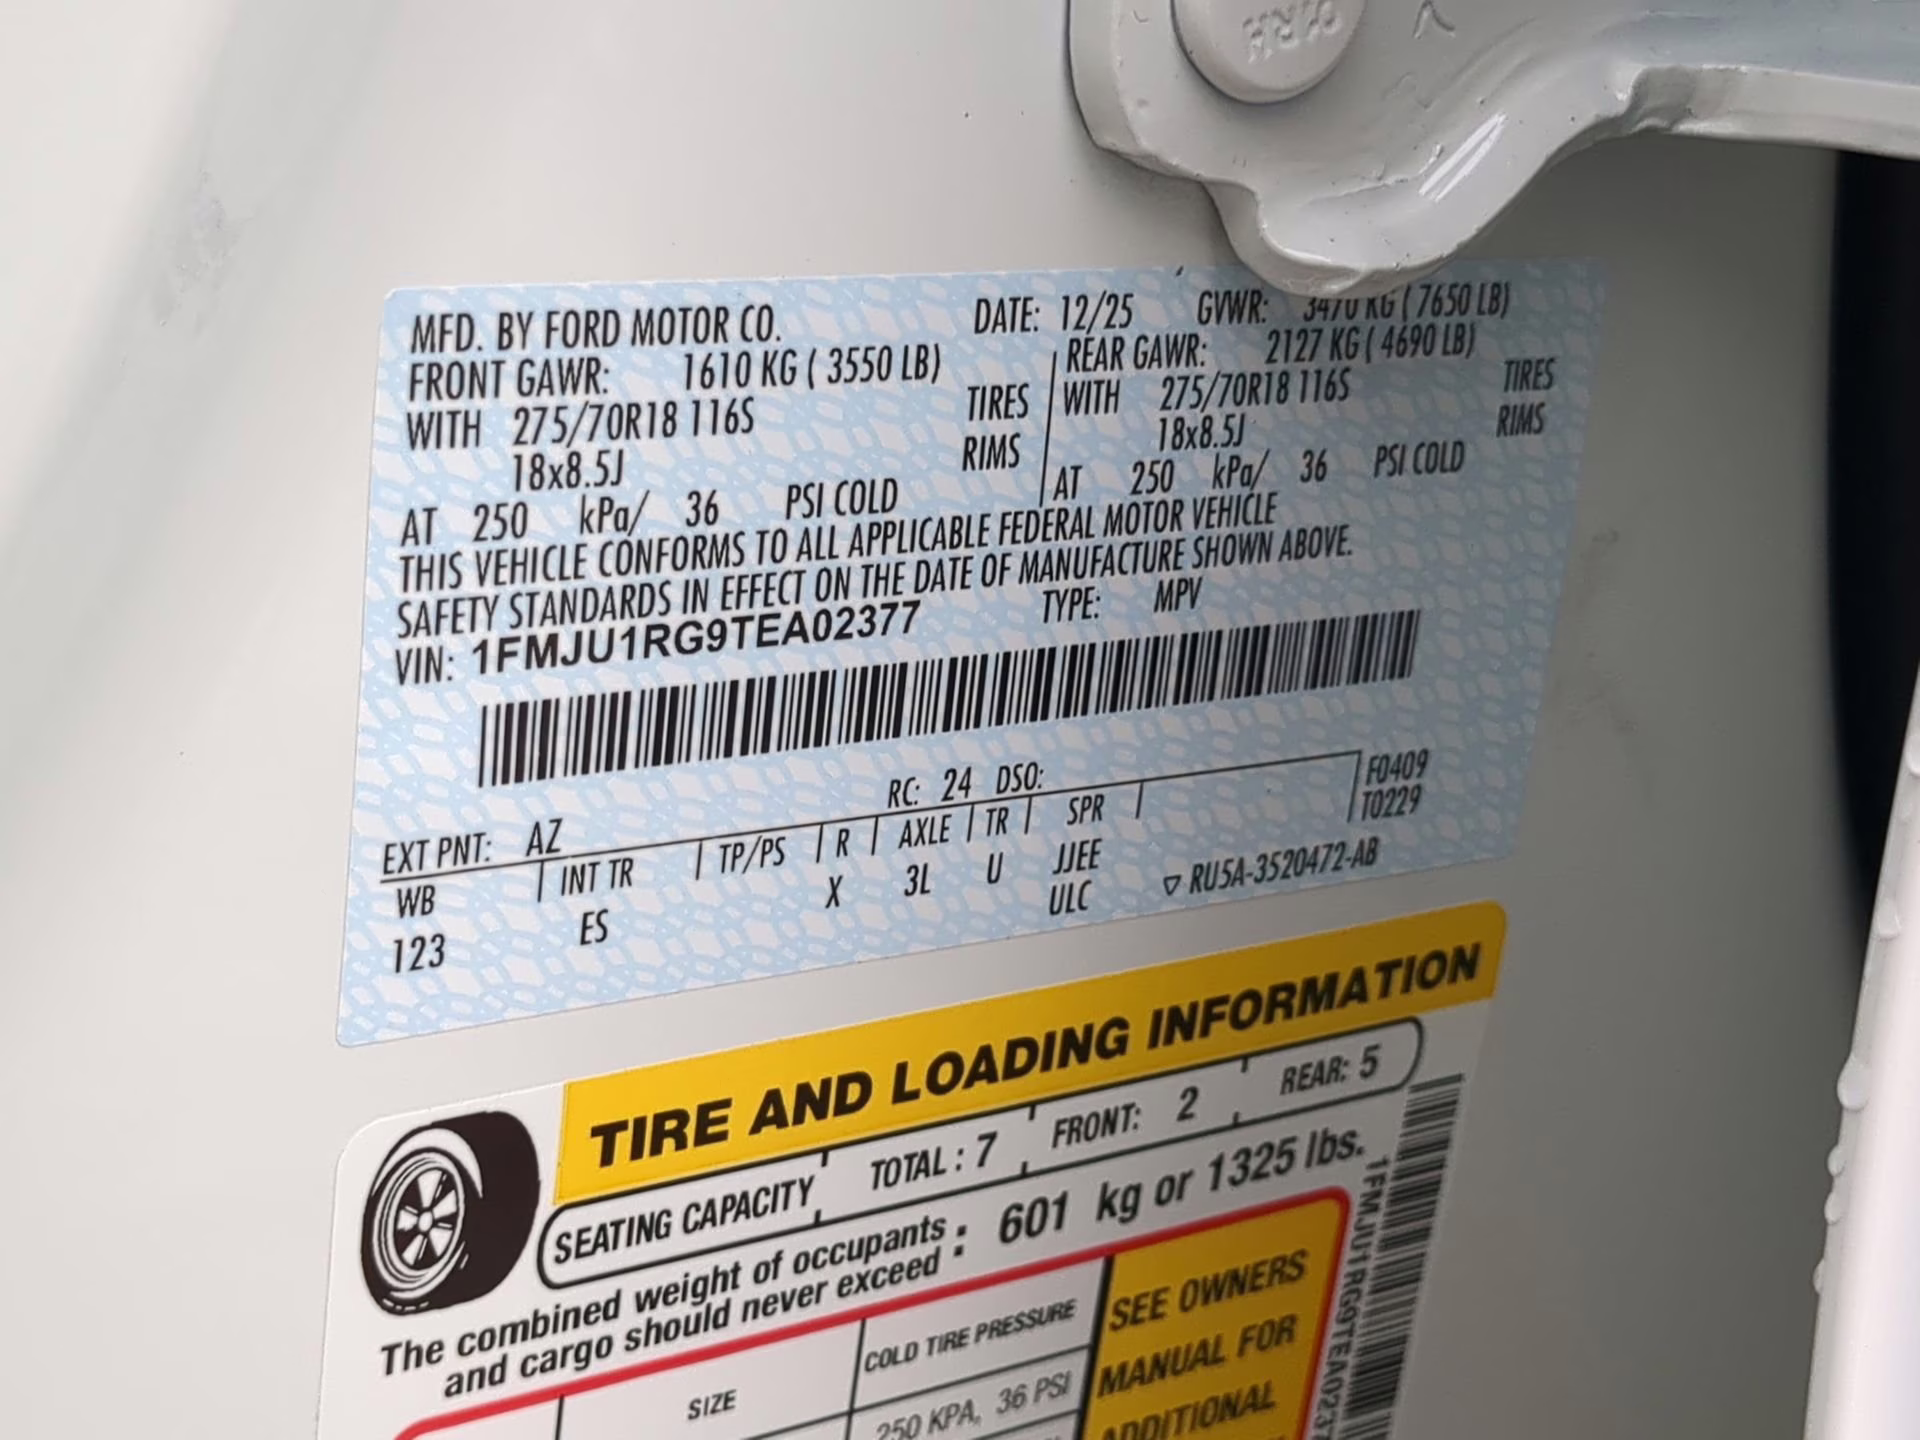 01RH
MFD. BY FORD MOTOR CO. DATE: 12/25 GVWR: 3470 KG ( 7650 LB)
FRONT GAWR: 1610 KG ( 3550 LB) REAR GAWR: 2127 KG ( 4690 LB)
WITH 275/70R18 116S TIRES WITH 275/70R18 116S TIRES
18x8.5J RIMS 18x8.5J RIMS
AT 250 kPa/ 36 PSI COLD AT 250 kPa/ 36 PSI COLD
THIS VEHICLE CONFORMS TO ALL APPLICABLE FEDERAL MOTOR VEHICLE
SAFETY STANDARDS IN EFFECT ON THE DATE OF MANUFACTURE SHOWN ABOVE.
VIN: 1FMJU1RG9TEA02377 TYPE: MPV
RC: 24 DSO: F0409
EXT PNT: AZ T0229
WB INT TR TP/PS R AXLE TR SPR
123 ES X 3L U JJEE
ULC RU5A-3520472-AB
TIRE AND LOADING INFORMATION
SEATING CAPACITY TOTAL : 7 FRONT: 2 REAR: 5
The combined weight of occupants
and cargo should never exceed : 601 kg or 1325 lbs.
SIZE COLD TIRE PRESSURE SEE OWNERS
MANUAL FOR
250 KPA, 36 PSI ADDITIONAL
1FMJU1RG9TEA0237